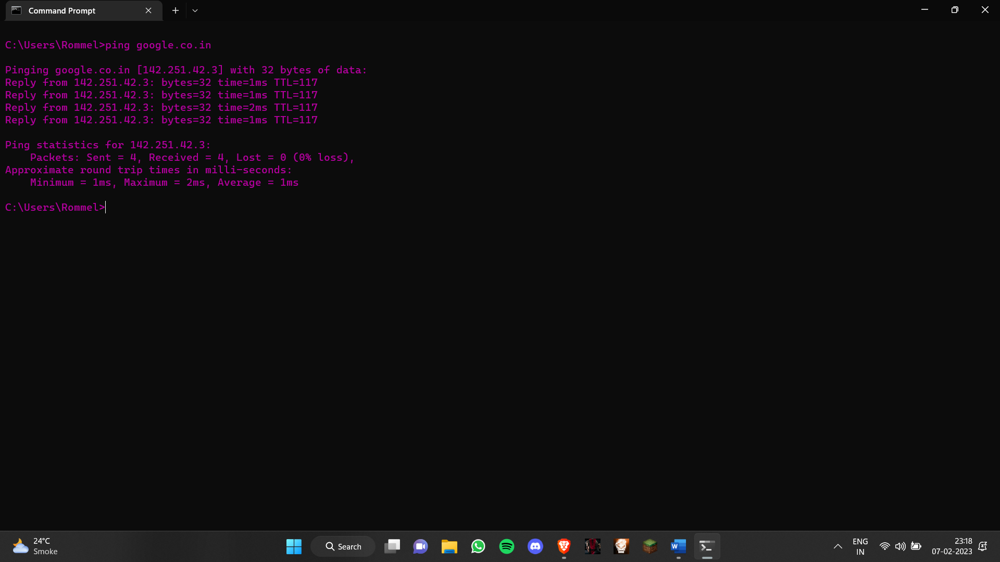 Command Prompt
C:\Users\Rommel>ping google.co.in
Pinging google.co.in [142.251.42.3] with 32 bytes of data:
Reply from 142.251.42.3: bytes=32 time=1ms TTL=117
Reply from 142.251.42.3: bytes=32 time=1ms TTL=117
Reply from 142.251.42.3: bytes=32 time=2ms TTL=117
Reply from 142.251.42.3: bytes=32 time=1ms TTL=117
Ping statistics for 142.251.42.3:
    Packets: Sent = 4, Received = 4, Lost = 0 (0% loss),
Approximate round trip times in milli-seconds:
    Minimum = 1ms, Maximum = 2ms, Average = 1ms
C:\Users\Rommel>
24°C
Smoke
Search
W
ENG
IN
23:18
07-02-2023